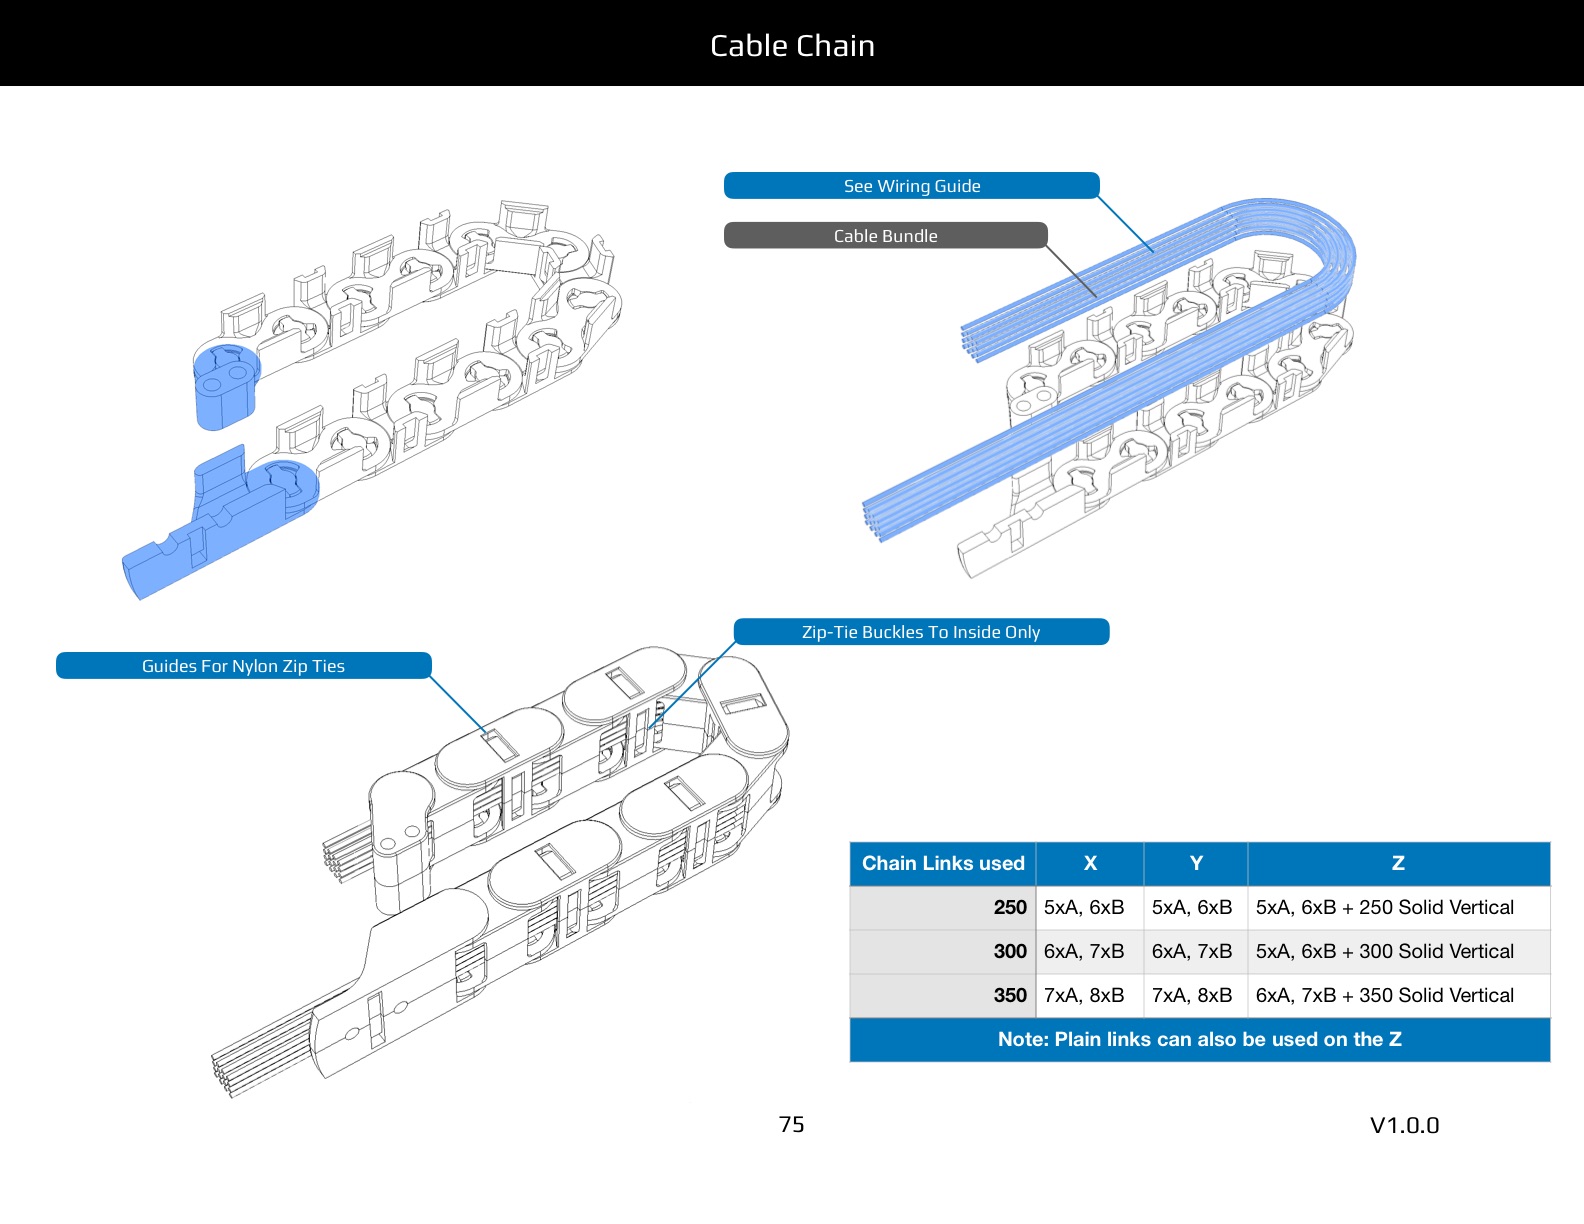 Cable Chain
See Wiring Guide
Cable Bundle
Zip-Tie Buckles To Inside Only
Guides For Nylon Zip Ties
Chain Links used X Y Z
250 5xA, 6xB 5xA, 6xB 5xA, 6xB + 250 Solid Vertical
300 6xA, 7xB 6xA, 7xB 5xA, 6xB + 300 Solid Vertical
350 7xA, 8xB 7xA, 8xB 6xA, 7xB + 350 Solid Vertical
Note: Plain links can also be used on the Z
75
V1.0.0